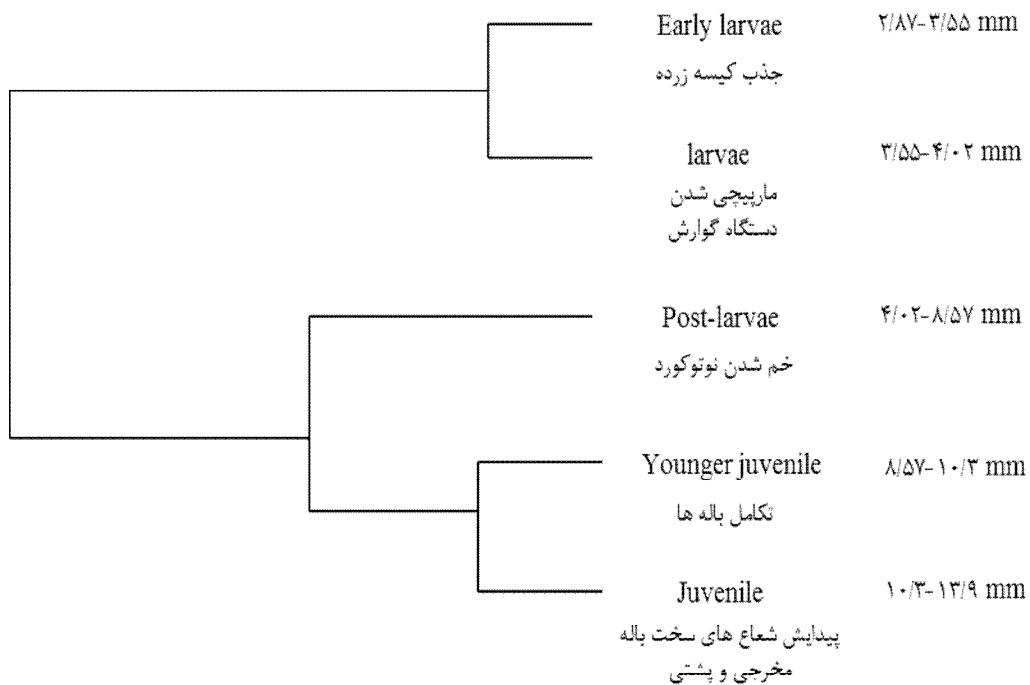 Early larvae ۲/۸۷-۳/۵۵ mm
جذب کیسه زرده
larvae ۳/۵۵-۴/۰۲ mm
مارپیچی شدن
دستگاه گوارش
Post-larvae ۴/۰۲-۸/۵۷ mm
خم شدن نوتوکورد
Younger juvenile ۸/۵۷-۱۰/۳ mm
تکامل باله ها
Juvenile ۱۰/۳-۱۳/۹ mm
پیدایش شعاع های سخت باله
مخرجی و پشتی